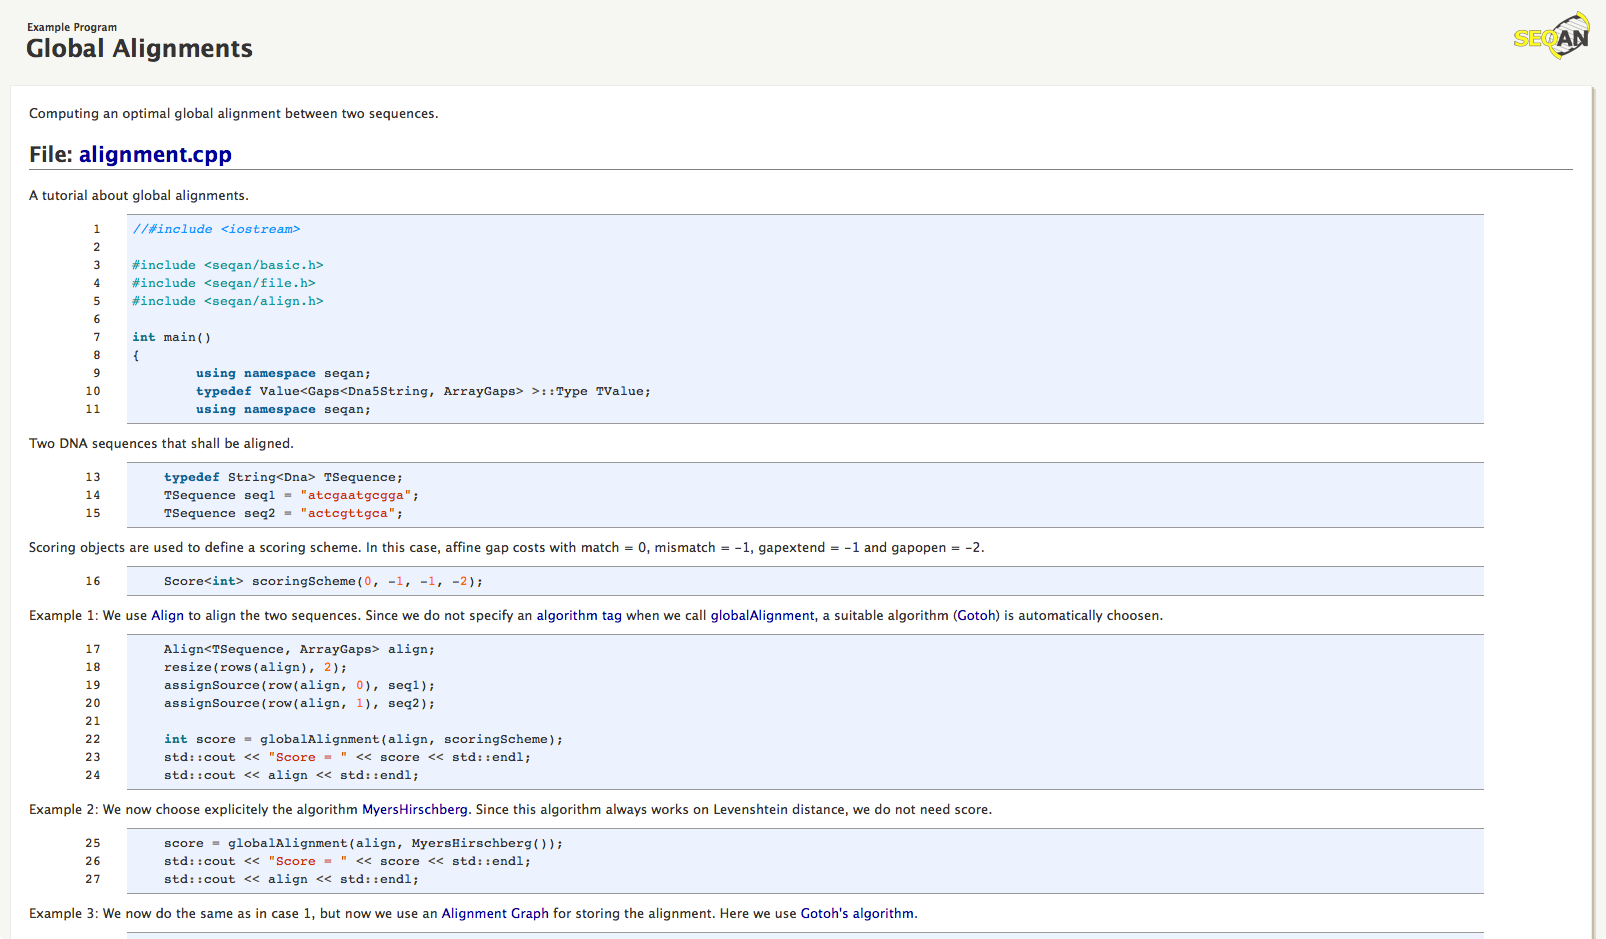 Example Program
Global Alignments
SEQAN
Computing an optimal global alignment between two sequences.
File: alignment.cpp
A tutorial about global alignments.
1 //#include <iostream>
2
3 #include <seqan/basic.h>
4 #include <seqan/file.h>
5 #include <seqan/align.h>
6
7 int main()
8 {
9 using namespace seqan;
10 typedef Value<Gaps<Dna5String, ArrayGaps> >::Type TValue;
11 using namespace seqan;
Two DNA sequences that shall be aligned.
13 typedef String<Dna> TSequence;
14 TSequence seq1 = "atcgaatgcgga";
15 TSequence seq2 = "actcgttgca";
Scoring objects are used to define a scoring scheme. In this case, affine gap costs with match = 0, mismatch = −1, gapextend = −1 and gapopen = −2.
16 Score<int> scoringScheme(0, -1, -1, -2);
Example 1: We use Align to align the two sequences. Since we do not specify an algorithm tag when we call globalAlignment, a suitable algorithm (Gotoh) is automatically choosen.
17 Align<TSequence, ArrayGaps> align;
18 resize(rows(align), 2);
19 assignSource(row(align, 0), seq1);
20 assignSource(row(align, 1), seq2);
21
22 int score = globalAlignment(align, scoringScheme);
23 std::cout << "Score = " << score << std::endl;
24 std::cout << align << std::endl;
Example 2: We now choose explicitely the algorithm MyersHirschberg. Since this algorithm always works on Levenshtein distance, we do not need score.
25 score = globalAlignment(align, MyersHirschberg());
26 std::cout << "Score = " << score << std::endl;
27 std::cout << align << std::endl;
Example 3: We now do the same as in case 1, but now we use an Alignment Graph for storing the alignment. Here we use Gotoh's algorithm.